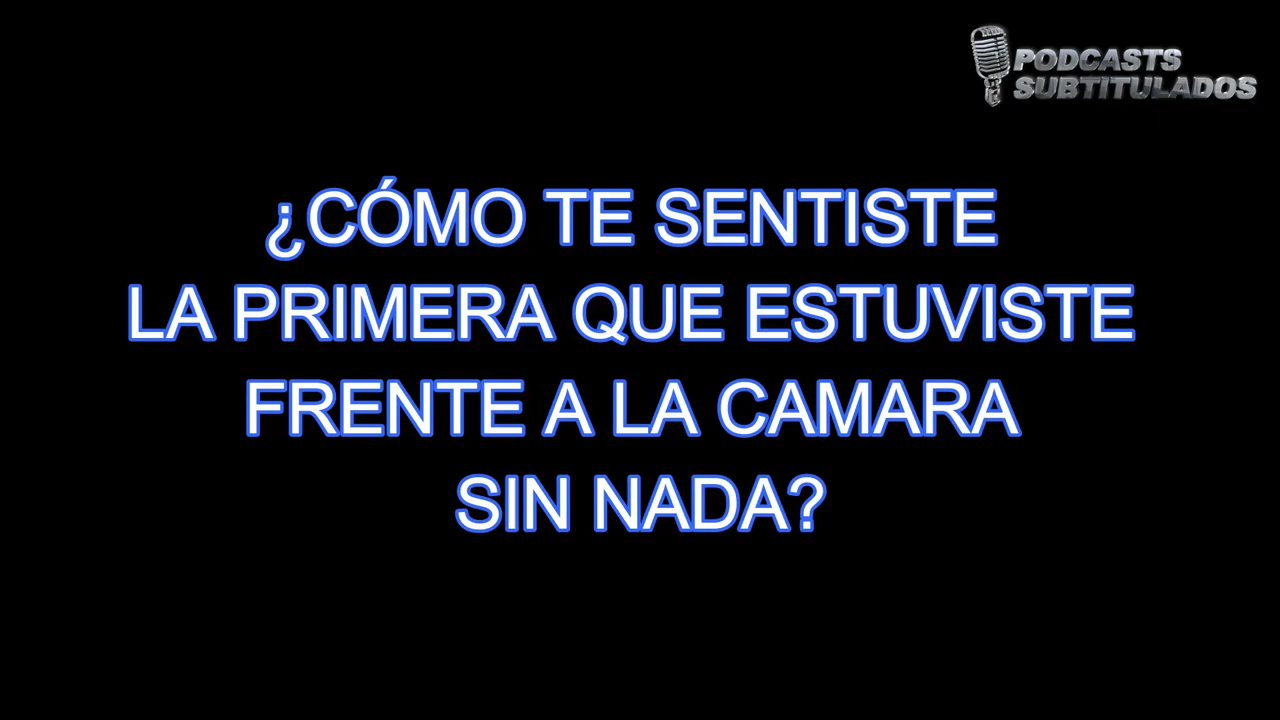 PODCASTS
SUBTITULADOS
¿CÓMO TE SENTISTE
LA PRIMERA QUE ESTUVISTE
FRENTE A LA CAMARA
SIN NADA?